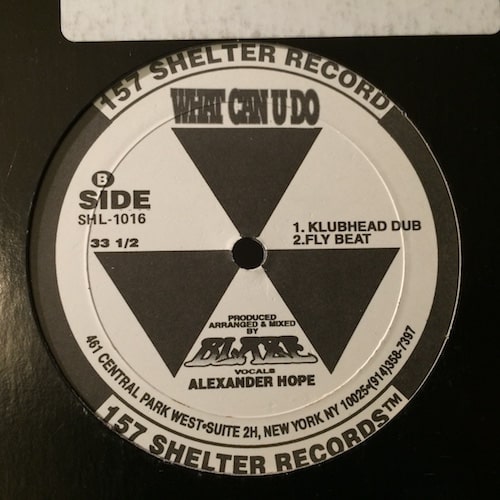 157 SHELTER RECORD
WHAT CAN U DO
B
SIDE
SHL-1016
33 1/2
1. KLUBHEAD DUB
2.FLY BEAT
PRODUCED
ARRANGED & MIXED
BY
BLAZE
VOCALS
ALEXANDER HOPE
461 CENTRAL PARK WEST•SUITE 2H, NEW YORK NY 10025•(914)358-7397
157 SHELTER RECORDS™